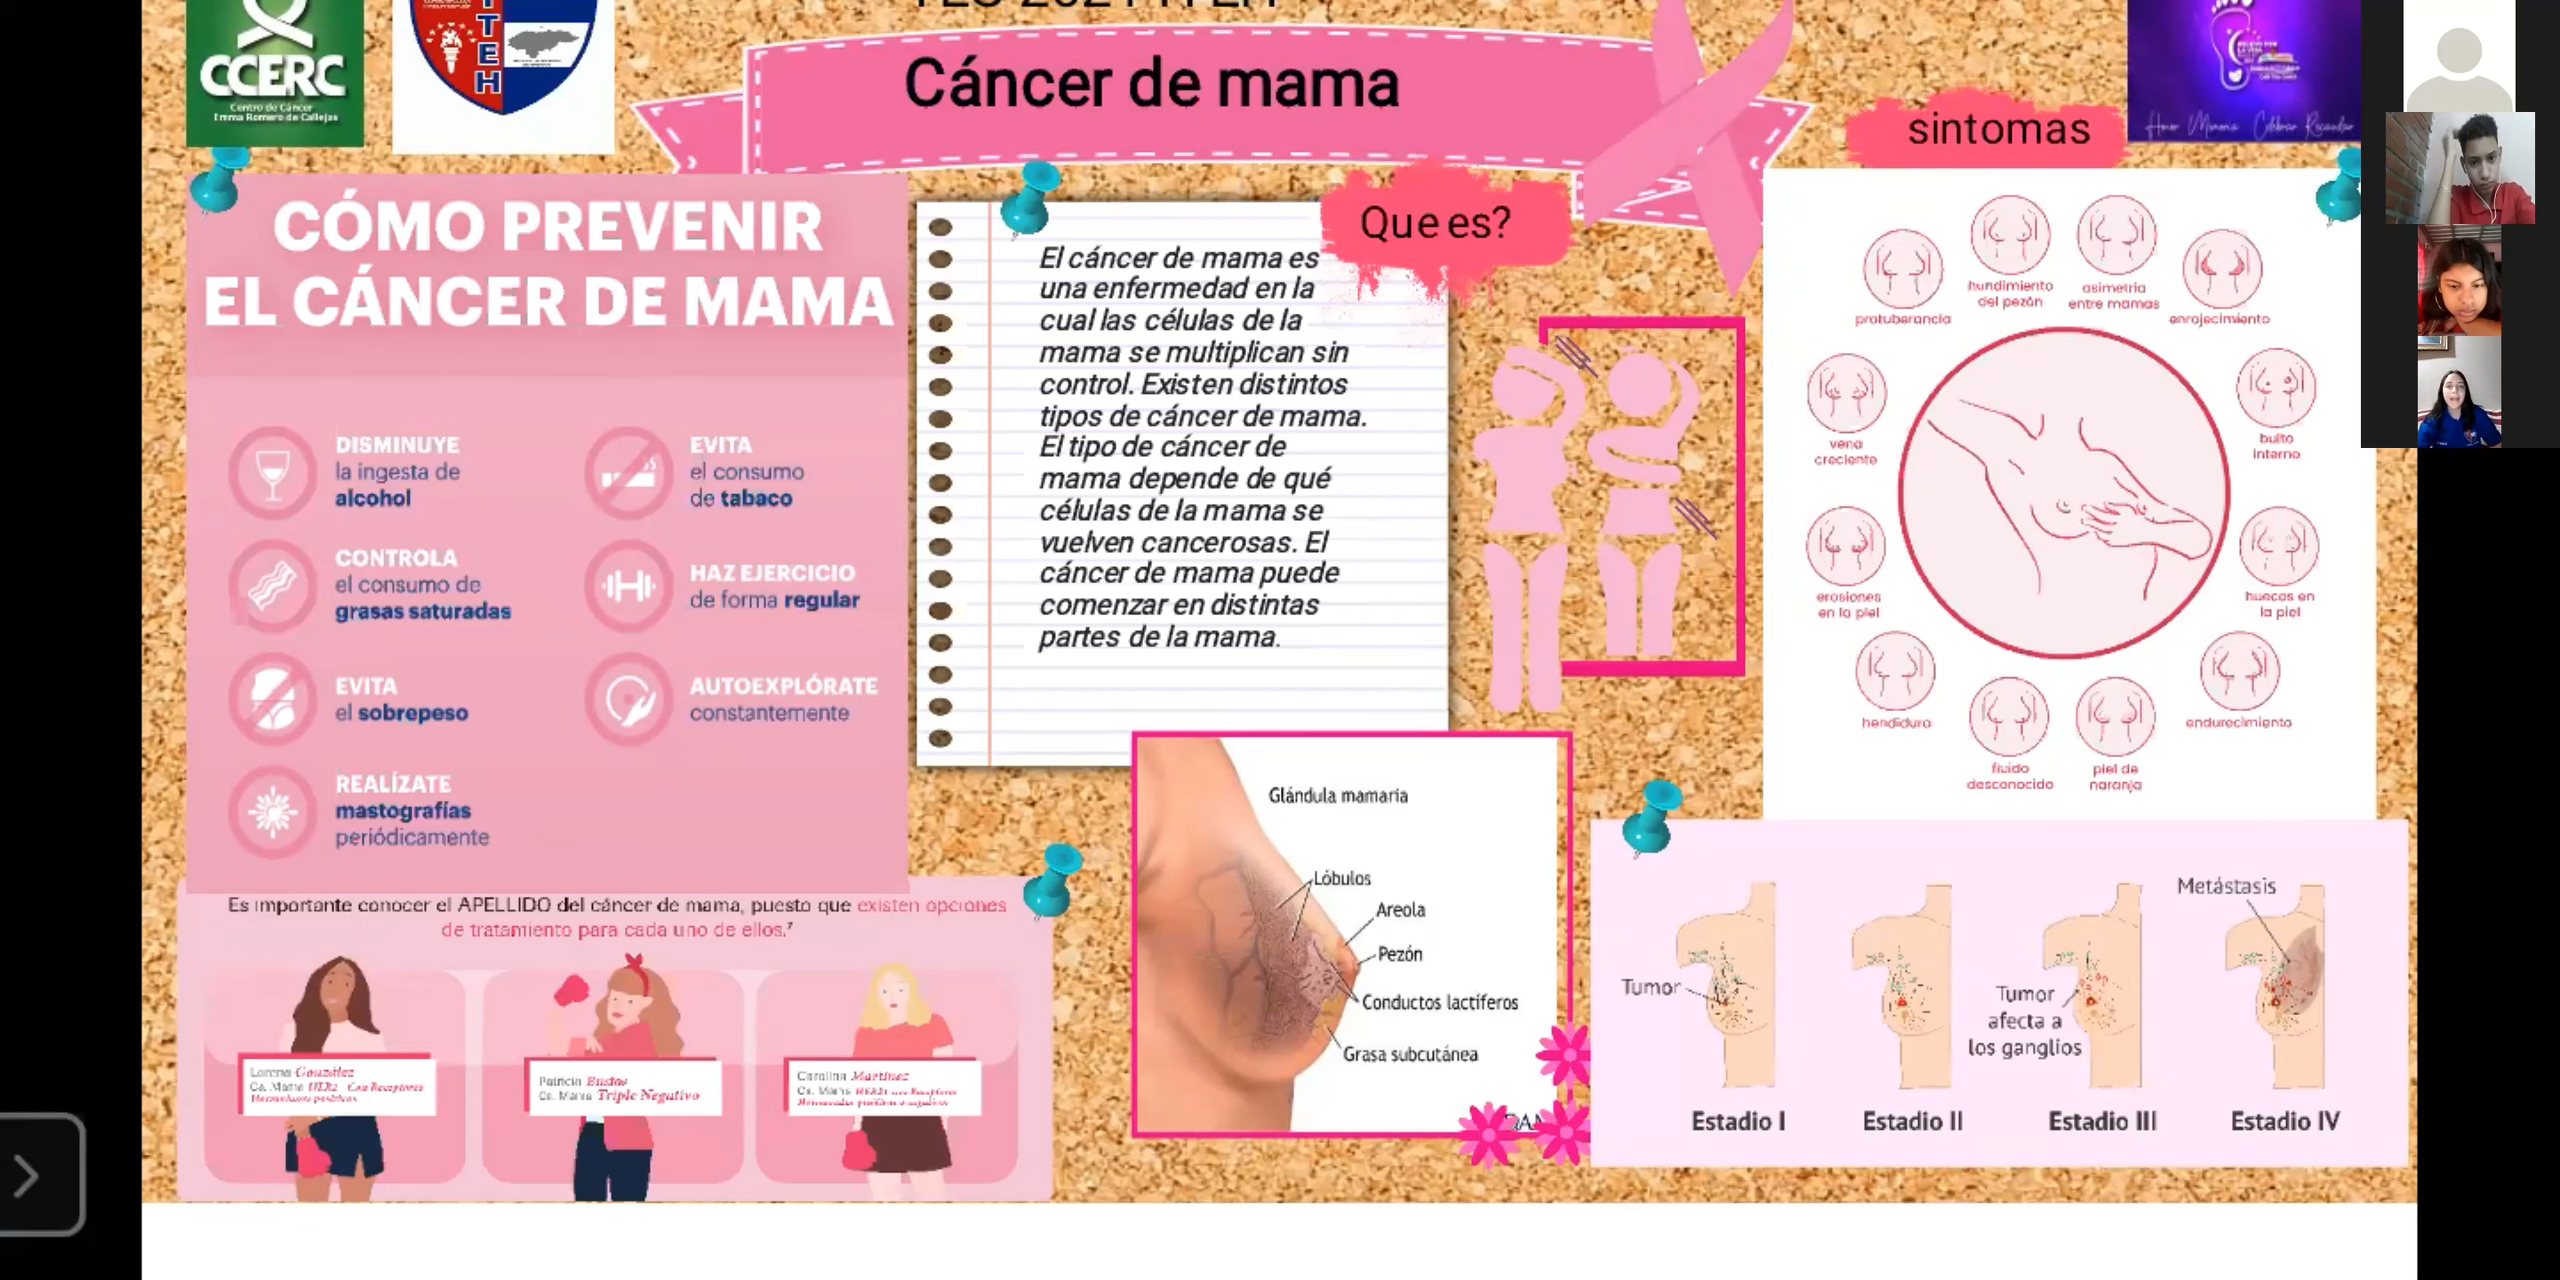 CCERC
Centro de Cáncer
Emma Romero de Callejas
ITEH
Cáncer de mama
sintomas
CÓMO PREVENIR
EL CÁNCER DE MAMA
DISMINUYE
la ingesta de
alcohol
EVITA
el consumo
de tabaco
CONTROLA
el consumo de
grasas saturadas
HAZ EJERCICIO
de forma regular
EVITA
el sobrepeso
AUTOEXPLÓRATE
constantemente
REALÍZATE
mastografías
periódicamente
Que es?
El cáncer de mama es
una enfermedad en la
cual las células de la
mama se multiplican sin
control. Existen distintos
tipos de cáncer de mama.
El tipo de cáncer de
mama depende de qué
células de la mama se
vuelven cancerosas. El
cáncer de mama puede
comenzar en distintas
partes de la mama.
protuberancia
hundimiento
del pezón
asimetría
entre mamas
enrojecimiento
vena
creciente
bulto
interno
erosiones
en la piel
huecos en
la piel
hendidura
fluido
desconocido
piel de
naranja
endurecimiento
Es importante conocer el APELLIDO del cáncer de mama, puesto que existen opciones
de tratamiento para cada uno de ellos.⁷
Lorena González
Ca. Mama HER2
Patricia
Ca. Mama Triple Negativo
Carolina Martínez
Ca. Mama
Glándula mamaria
Lóbulos
Areola
Pezón
Conductos lactíferos
Grasa subcutánea
Metástasis
Tumor
Tumor
afecta a
los ganglios
Estadio I
Estadio II
Estadio III
Estadio IV